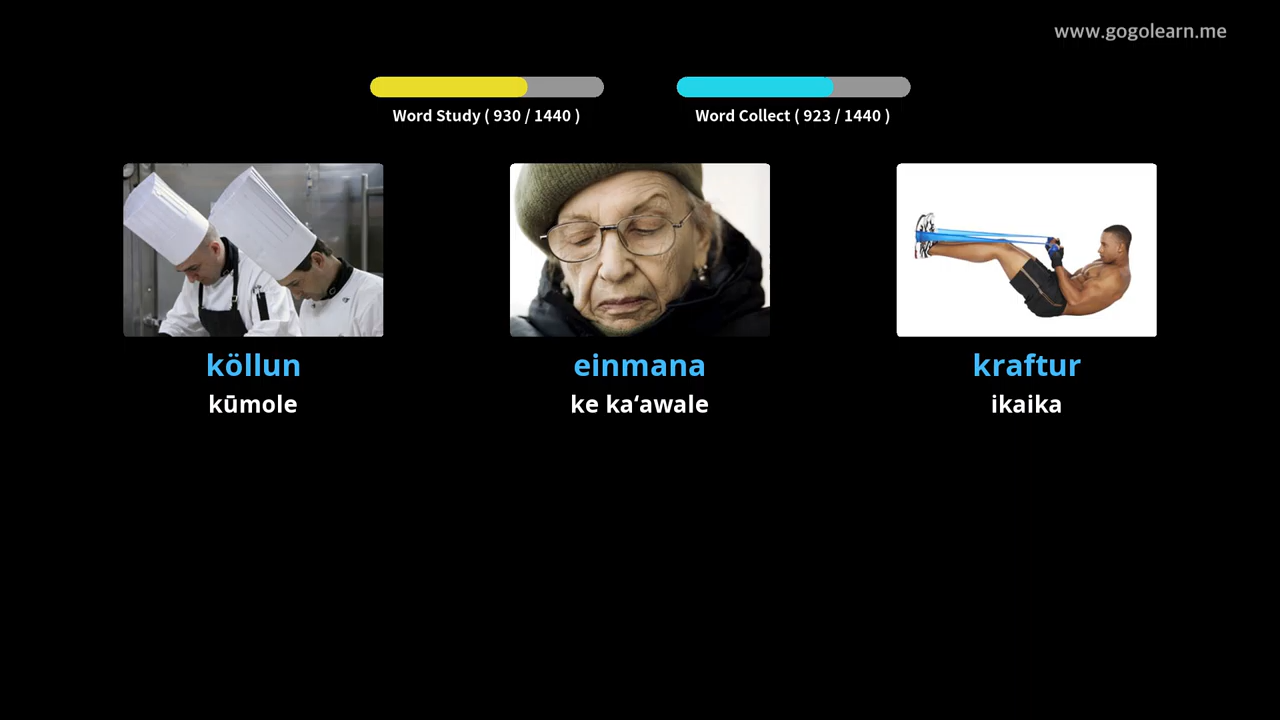 www.gogolearn.me
Word Study ( 930 / 1440 )
Word Collect ( 923 / 1440 )
köllun
einmana
kraftur
kūmole
ke kaʻawale
ikaika